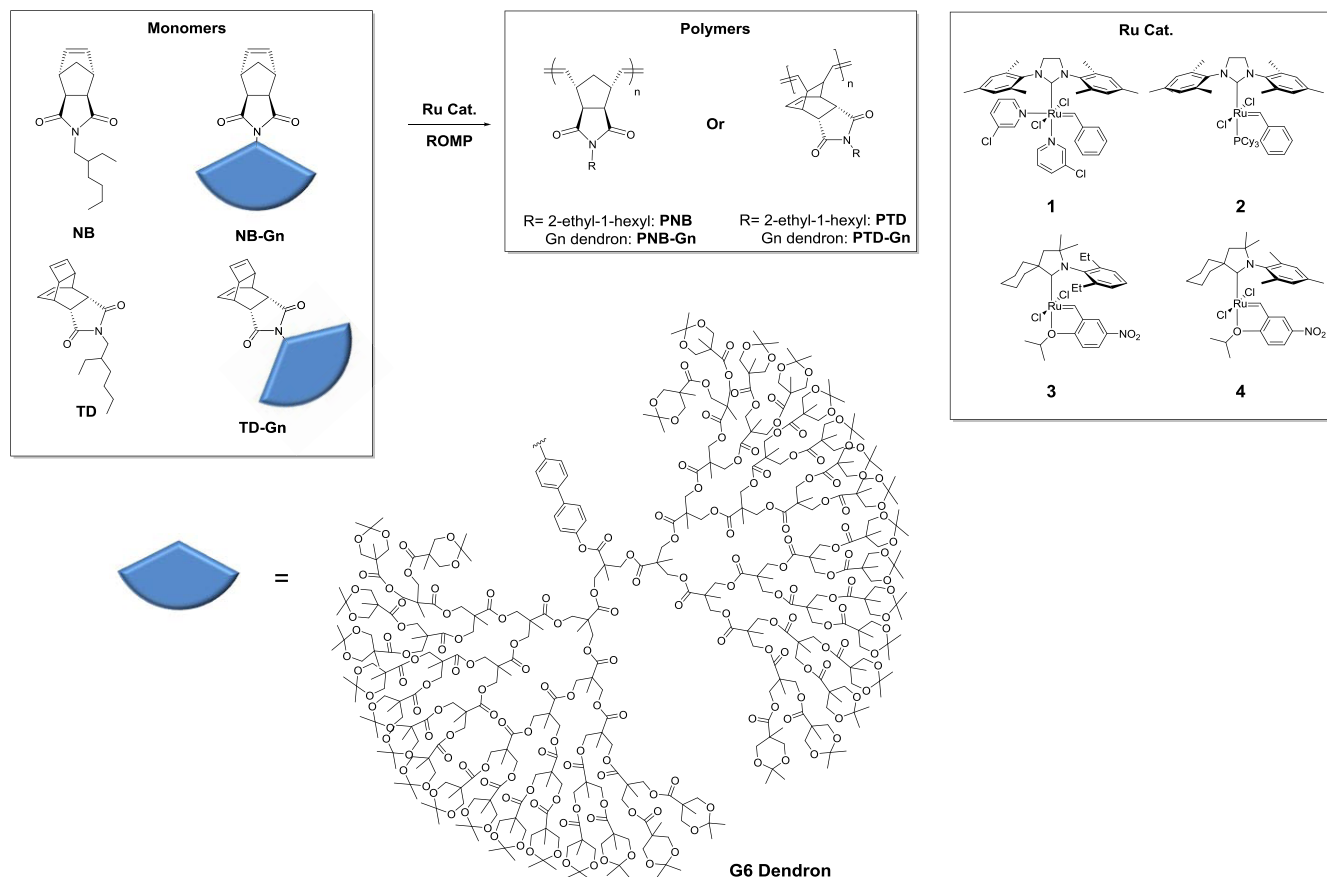 Monomers
NB
NB-Gn
TD
TD-Gn
Ru Cat.
ROMP
Polymers
Or
R= 2-ethyl-1-hexyl: PNB
Gn dendron: PNB-Gn
R= 2-ethyl-1-hexyl: PTD
Gn dendron: PTD-Gn
Ru Cat.
1
2
3
4
=
G6 Dendron